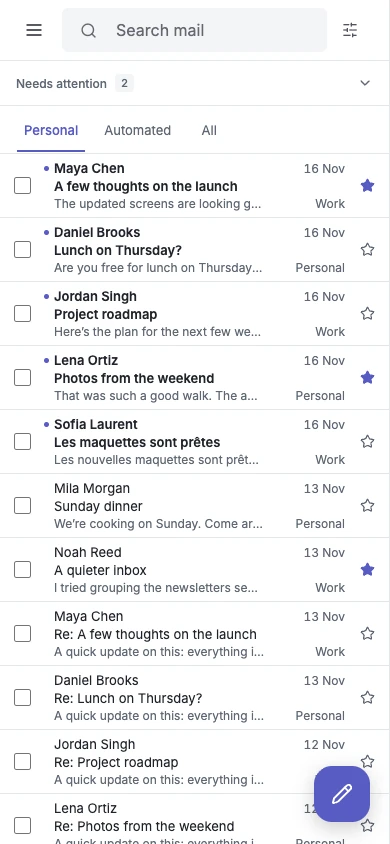 Search mail
Needs attention 2
Personal Automated All
Maya Chen 16 Nov
A few thoughts on the launch
The updated screens are looking g... Work
Daniel Brooks 16 Nov
Lunch on Thursday?
Are you free for lunch on Thursday... Personal
Jordan Singh 16 Nov
Project roadmap
Here’s the plan for the next few we... Work
Lena Ortiz 16 Nov
Photos from the weekend
That was such a good walk. The a... Personal
Sofia Laurent 16 Nov
Les maquettes sont prêtes
Les nouvelles maquettes sont prêt... Work
Mila Morgan 13 Nov
Sunday dinner
We’re cooking on Sunday. Come ar... Personal
Noah Reed 13 Nov
A quieter inbox
I tried grouping the newsletters se... Work
Maya Chen 13 Nov
Re: A few thoughts on the launch
A quick update on this: everything i... Work
Daniel Brooks 13 Nov
Re: Lunch on Thursday?
A quick update on this: everything i... Personal
Jordan Singh 12 Nov
Re: Project roadmap
A quick update on this: everything i...
Lena Ortiz
Re: Photos from the weekend
A quick update on this: everything i... Personal